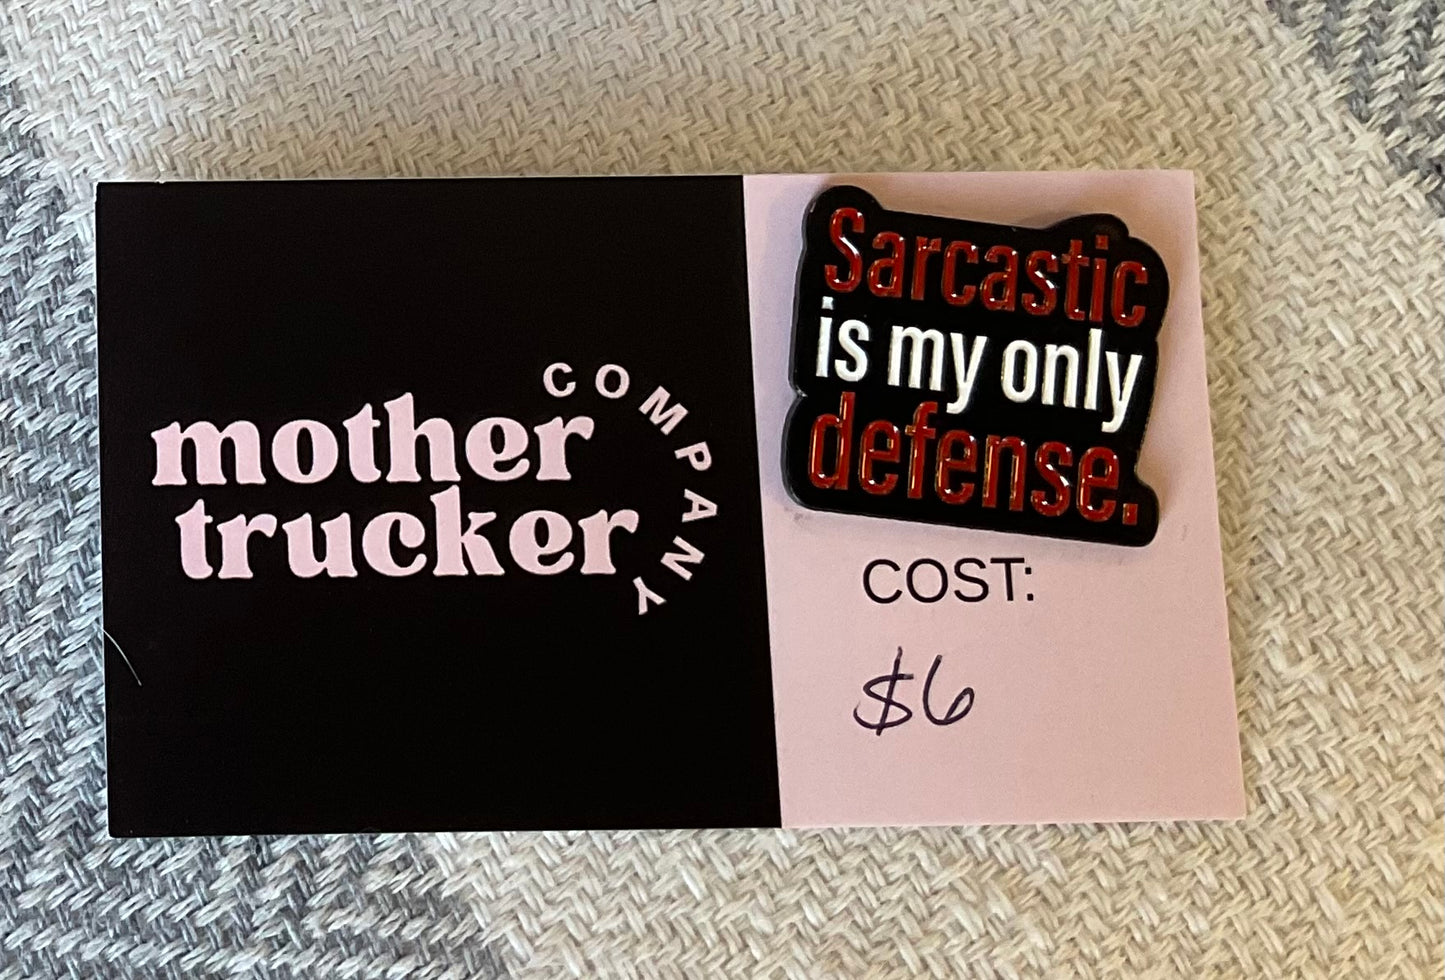 mother
trucker
COMPANY
Sarcastic
is my only
defense.
COST:
$6